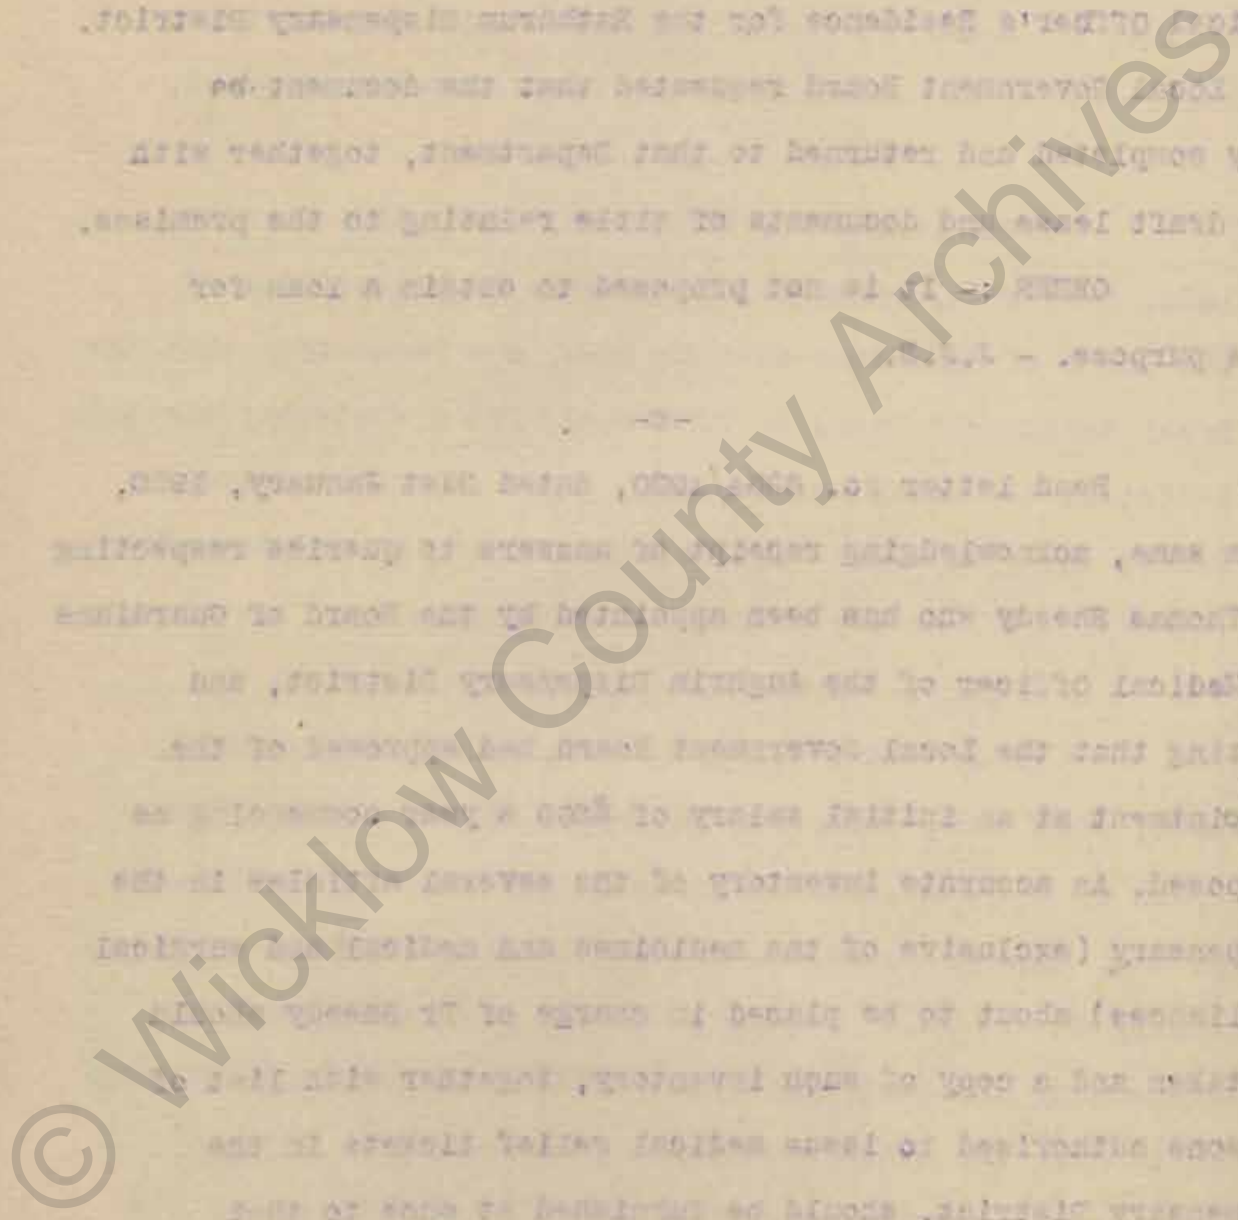 Officer's Residence for the Rathdrum Dispensary District.
Local Government Board requested that the document be
completed and returned to that Department, together with
draft lease and documents of title relating to the premises.
ORDER :- It is not proposed to obtain a loan for
purpose. -
-o-
Read letter No. dated 31st January, 1920,
same, acknowledging receipt of answers to queries respecting
Thomas Sheedy who has been appointed by the Board of Guardians
Medical Officer of the Aughrim Dispensary District, and
that the Local Government Board had approved of the
at an initial salary of a year commencing as
An accurate inventory of the several articles in the
(exclusive of the medicines and medical and surgical
about to be placed in charge of Dr Sheedy should
taken and a copy of such inventory, together with list of
authorised to issue medical relief tickets in the
District, should be furnished at once to that
© Wicklow County Archives